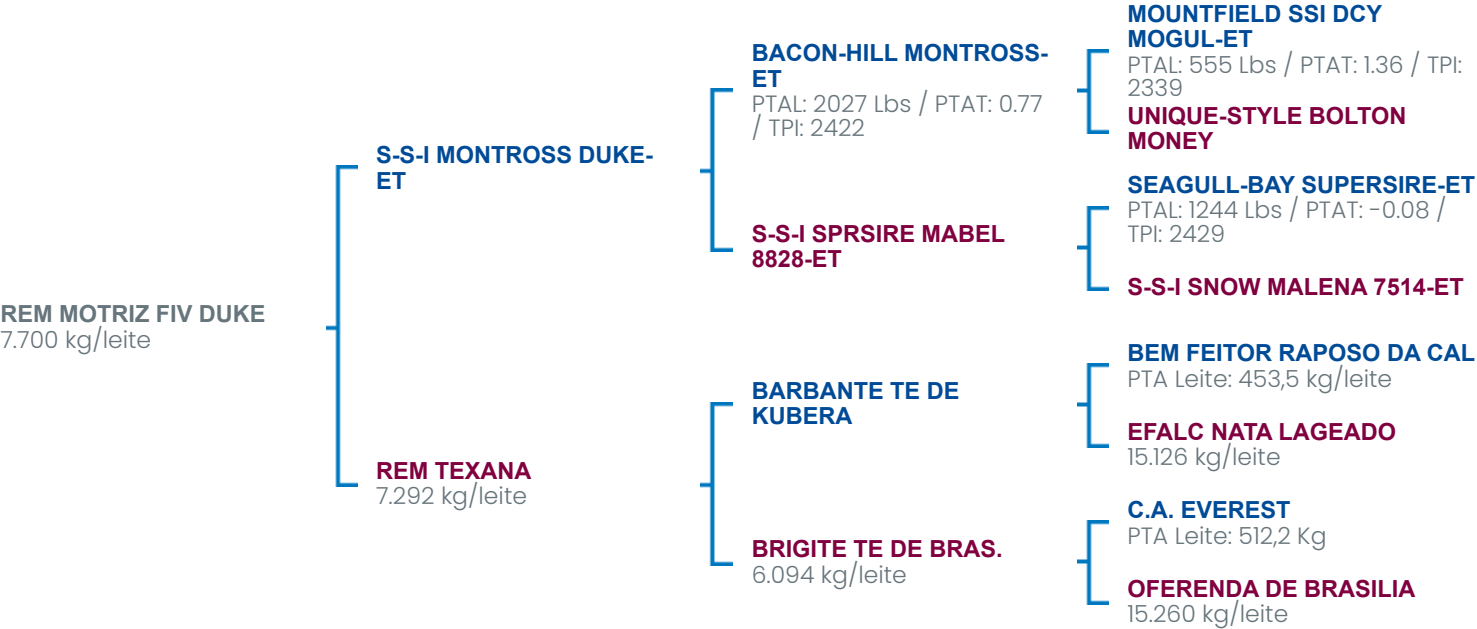 REM MOTRIZ FIV DUKE
7.700 kg/leite
S-S-I MONTROSS DUKE-
ET
REM TEXANA
7.292 kg/leite
BACON-HILL MONTROSS-
ET
PTAL: 2027 Lbs / PTAT: 0.77
/ TPI: 2422
S-S-I SPRSIRE MABEL
8828-ET
BARBANTE TE DE
KUBERA
BRIGITE TE DE BRAS.
6.094 kg/leite
MOUNTFIELD SSI DCY
MOGUL-ET
PTAL: 555 Lbs / PTAT: 1.36 / TPI:
2339
UNIQUE-STYLE BOLTON
MONEY
SEAGULL-BAY SUPERSIRE-ET
PTAL: 1244 Lbs / PTAT: -0.08 /
TPI: 2429
S-S-I SNOW MALENA 7514-ET
BEM FEITOR RAPOSO DA CAL
PTA Leite: 453,5 kg/leite
EFALC NATA LAGEADO
15.126 kg/leite
C.A. EVEREST
PTA Leite: 512,2 Kg
OFERENDA DE BRASILIA
15.260 kg/leite